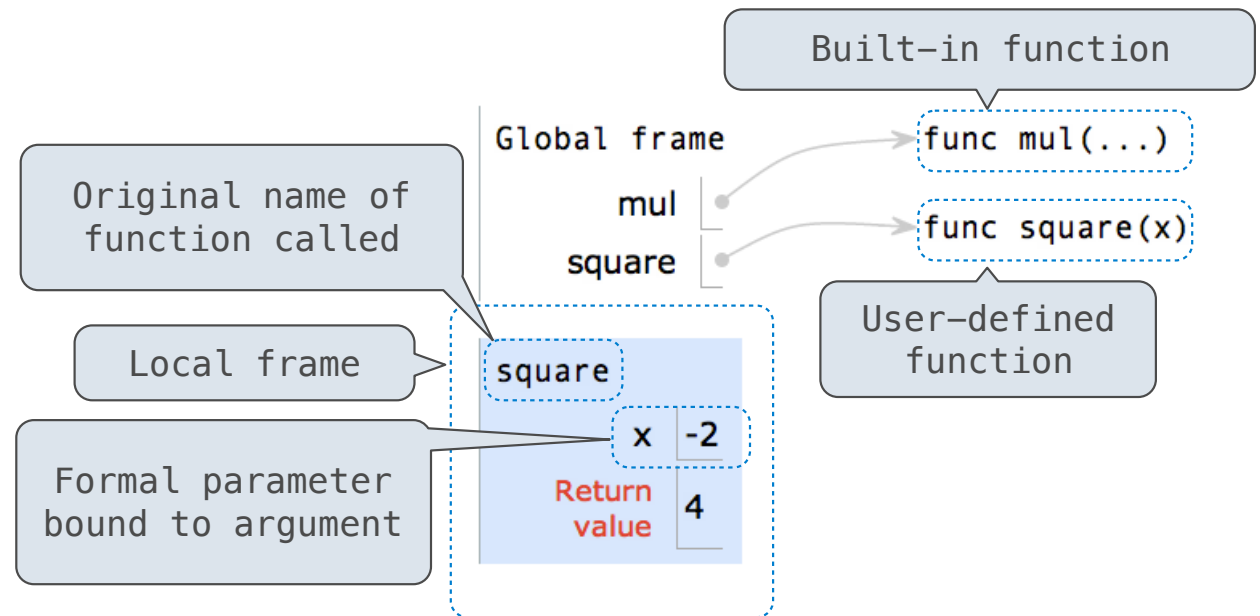 Built-in function
Global frame
func mul(...)
Original name of
function called
mul
func square(x)
square
User-defined
function
Local frame
square
x -2
Formal parameter
bound to argument
Return
value
4